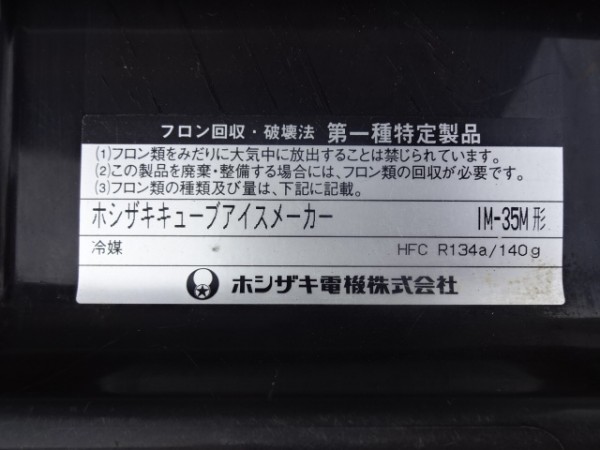 フロン回収・破壊法 第一種特定製品
(1)フロン類をみだりに大気中に放出することは禁じられています。
(2)この製品を廃棄・整備する場合には、フロン類の回収が必要です。
(3)フロン類の種類及び量は、下記に記載。
ホシザキキューブアイスメーカー IM-35M形
冷媒 HFC R134a/140g
ホシザキ電機株式会社